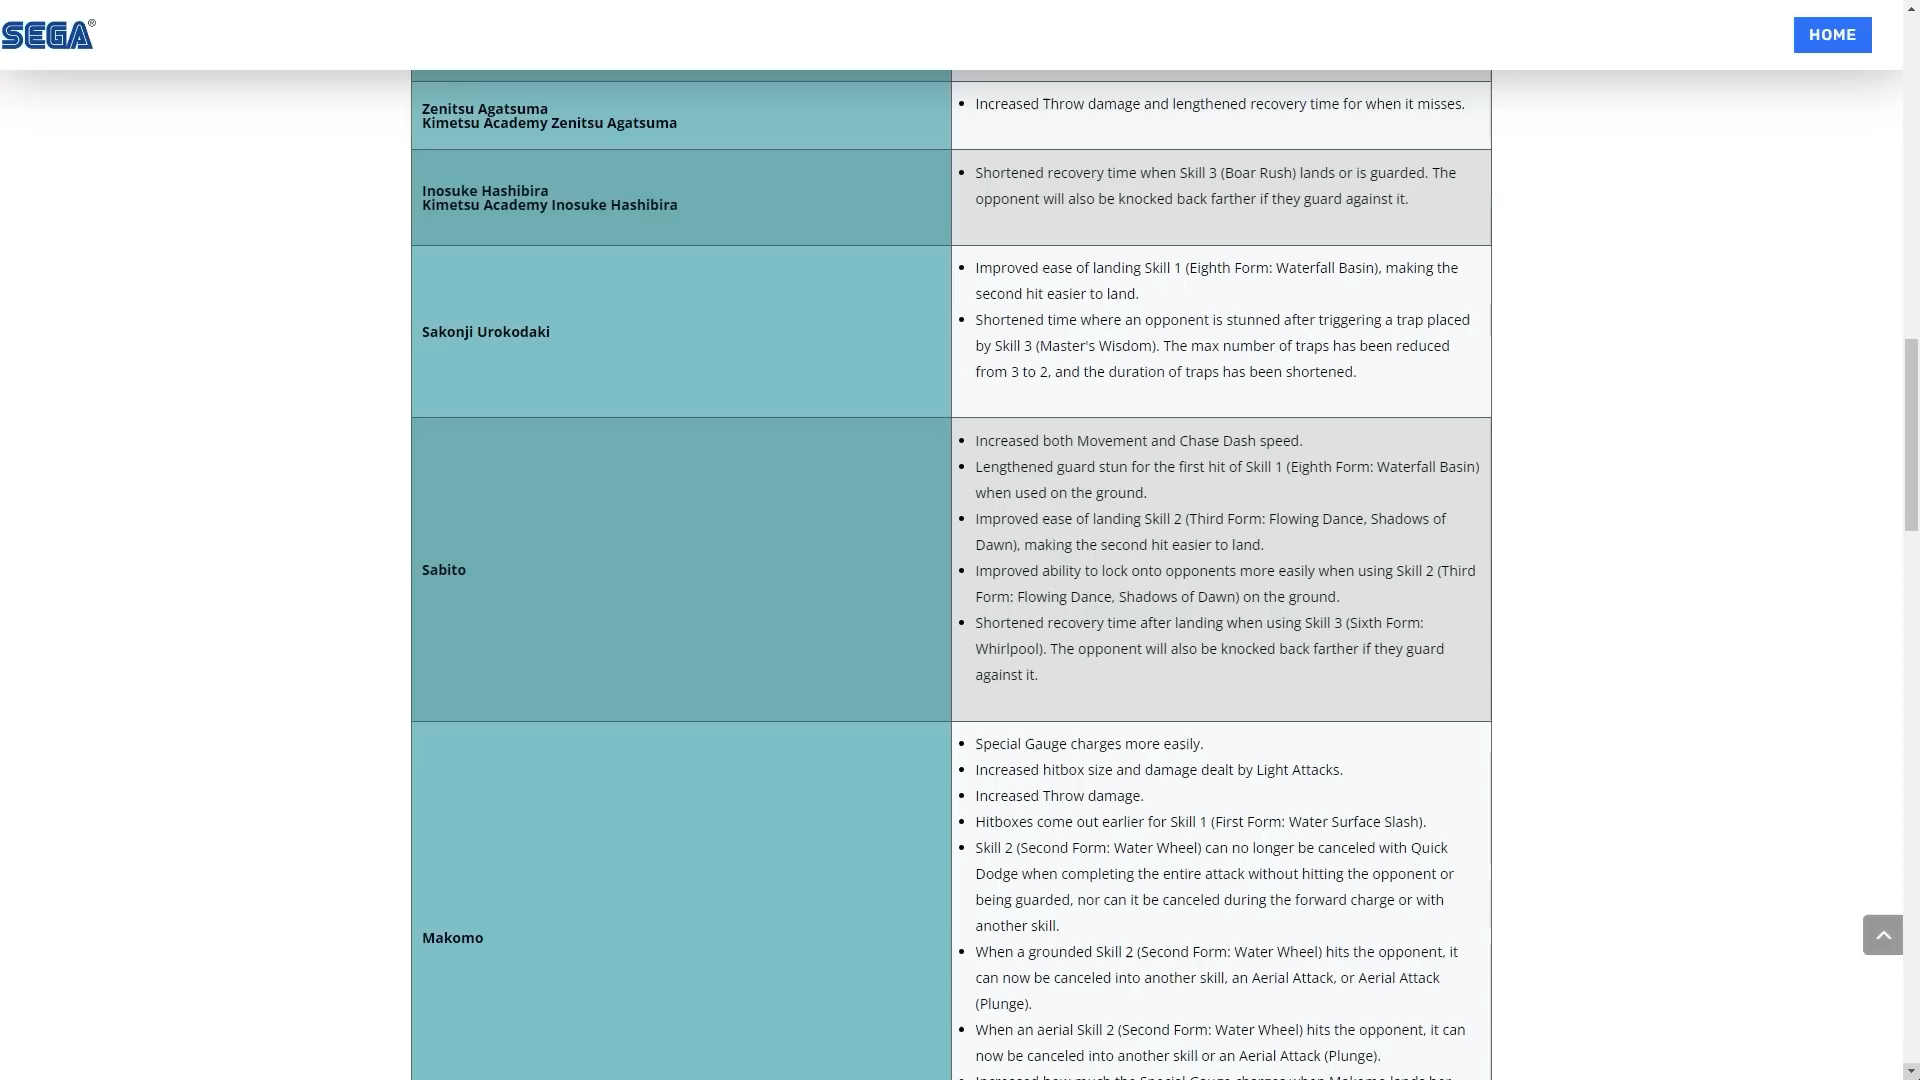 SEGA®
HOME
Zenitsu Agatsuma
Kimetsu Academy Zenitsu Agatsuma
• Increased Throw damage and lengthened recovery time for when it misses.
Inosuke Hashibira
Kimetsu Academy Inosuke Hashibira
• Shortened recovery time when Skill 3 (Boar Rush) lands or is guarded. The
opponent will also be knocked back farther if they guard against it.
Sakonji Urokodaki
• Improved ease of landing Skill 1 (Eighth Form: Waterfall Basin), making the
second hit easier to land.
• Shortened time where an opponent is stunned after triggering a trap placed
by Skill 3 (Master's Wisdom). The max number of traps has been reduced
from 3 to 2, and the duration of traps has been shortened.
Sabito
• Increased both Movement and Chase Dash speed.
• Lengthened guard stun for the first hit of Skill 1 (Eighth Form: Waterfall Basin)
when used on the ground.
• Improved ease of landing Skill 2 (Third Form: Flowing Dance, Shadows of
Dawn), making the second hit easier to land.
• Improved ability to lock onto opponents more easily when using Skill 2 (Third
Form: Flowing Dance, Shadows of Dawn) on the ground.
• Shortened recovery time after landing when using Skill 3 (Sixth Form:
Whirlpool). The opponent will also be knocked back farther if they guard
against it.
Makomo
• Special Gauge charges more easily.
• Increased hitbox size and damage dealt by Light Attacks.
• Increased Throw damage.
• Hitboxes come out earlier for Skill 1 (First Form: Water Surface Slash).
• Skill 2 (Second Form: Water Wheel) can no longer be canceled with Quick
Dodge when completing the entire attack without hitting the opponent or
being guarded, nor can it be canceled during the forward charge or with
another skill.
• When a grounded Skill 2 (Second Form: Water Wheel) hits the opponent, it
can now be canceled into another skill, an Aerial Attack, or Aerial Attack
(Plunge).
• When an aerial Skill 2 (Second Form: Water Wheel) hits the opponent, it can
now be canceled into another skill or an Aerial Attack (Plunge).
• Increased how much the Special Gauge charges when Makomo lands her